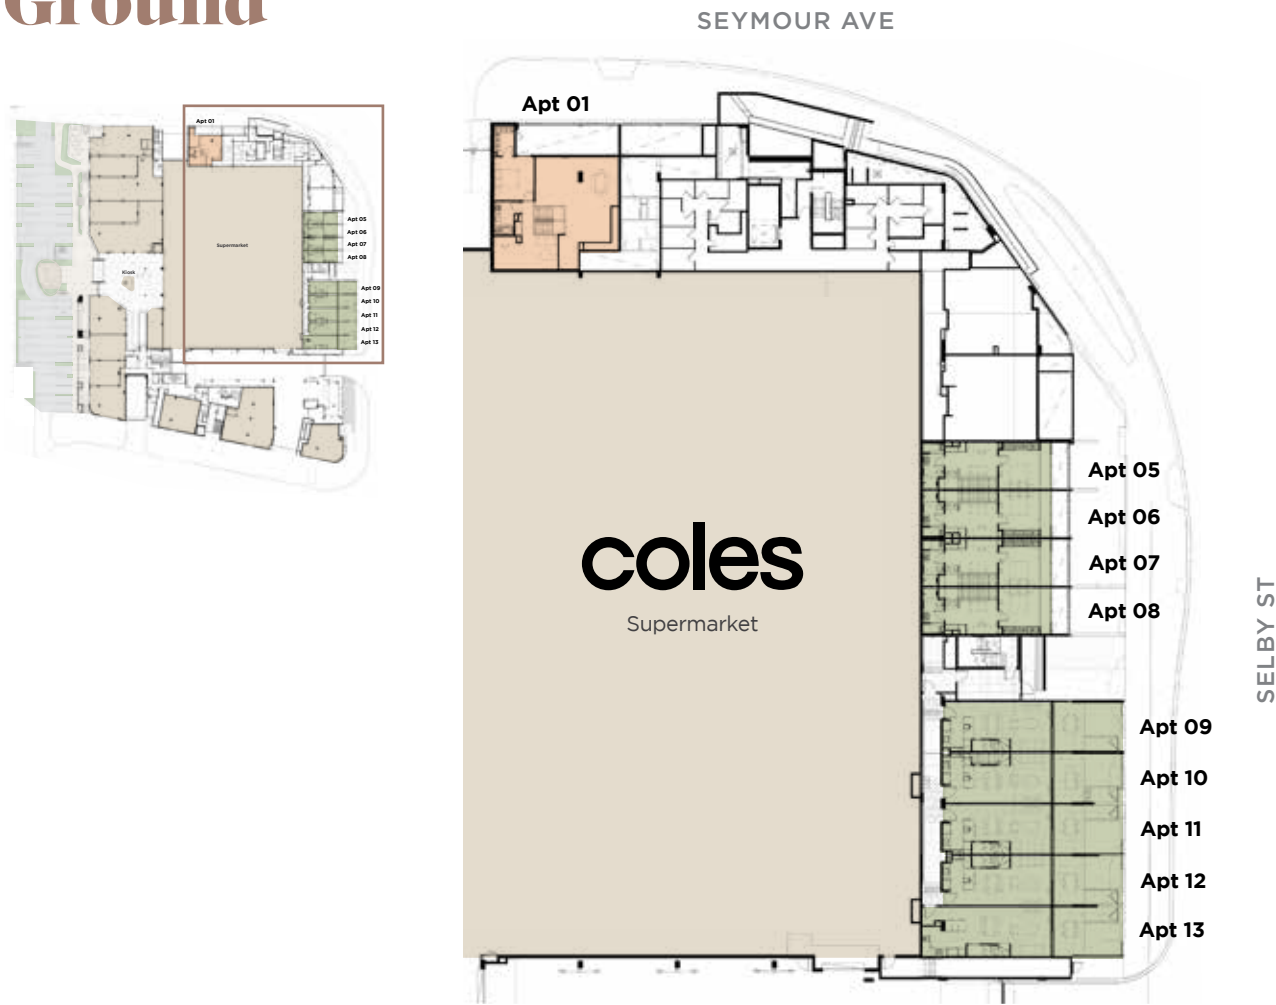 Ground
SEYMOUR AVE
Apt 01
Apt 01
Apt 05
Apt 06
Apt 07
Apt 08
Supermarket
Kiosk
Apt 09
Apt 10
Apt 11
Apt 12
Apt 13
Apt 05
Apt 06
Apt 07
Apt 08
coles
Supermarket
SELBY ST
Apt 09
Apt 10
Apt 11
Apt 12
Apt 13